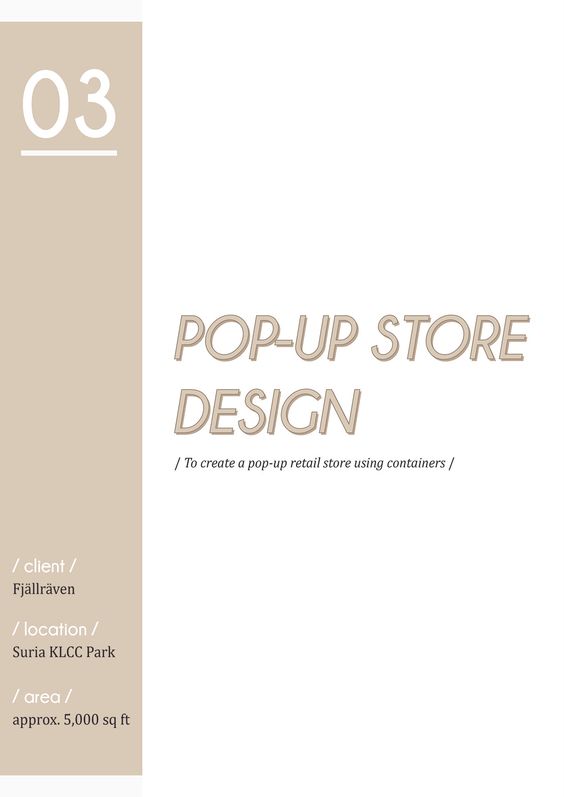 03
POP-UP STORE
DESIGN
/ To create a pop-up retail store using containers /
/ client /
Fjällräven
/ location /
Suria KLCC Park
/ area /
approx. 5,000 sq ft